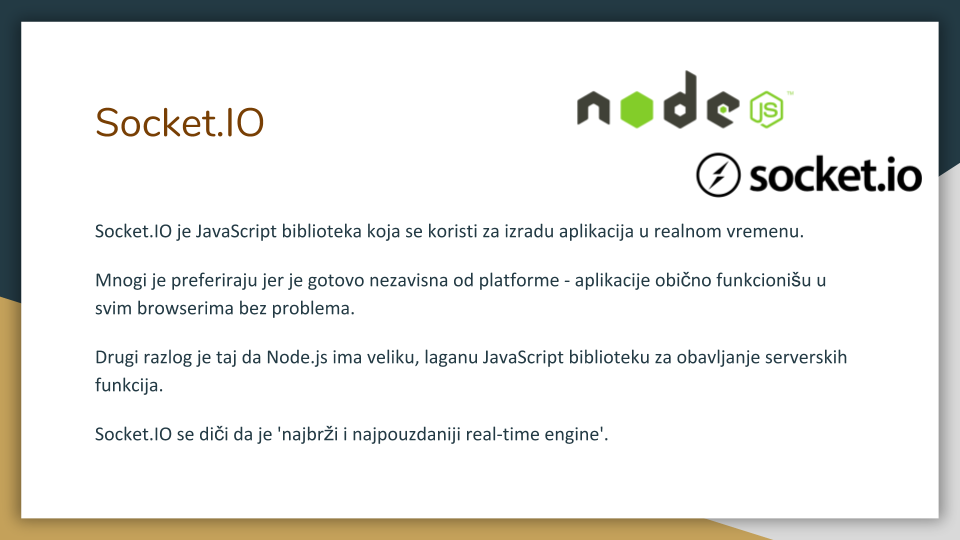 Socket.IO
node JS ™
socket.io
Socket.IO je JavaScript biblioteka koja se koristi za izradu aplikacija u realnom vremenu.
Mnogi je preferiraju jer je gotovo nezavisna od platforme - aplikacije obično funkcionišu u
svim browserima bez problema.
Drugi razlog je taj da Node.js ima veliku, laganu JavaScript biblioteku za obavljanje serverskih
funkcija.
Socket.IO se diči da je 'najbrži i najpouzdaniji real-time engine'.